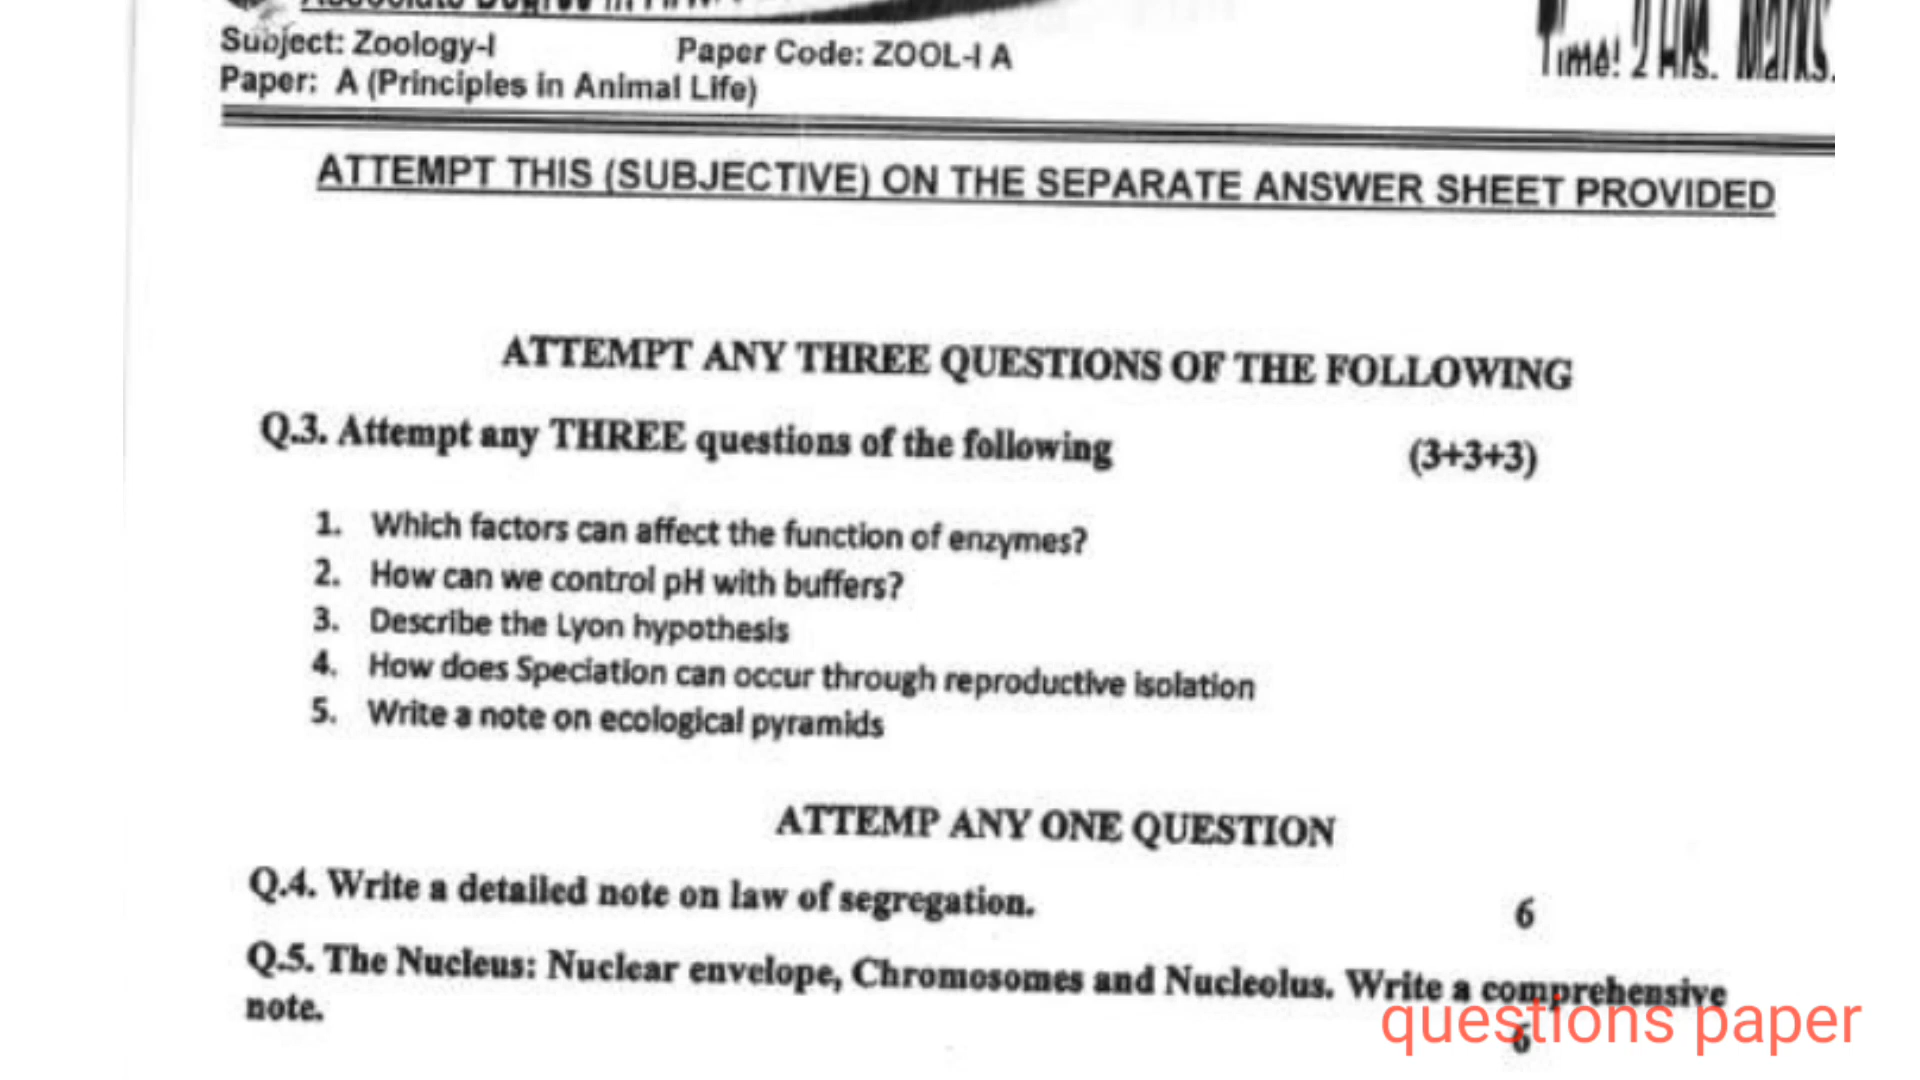 Subject: Zoology-I Paper Code: ZOOL-I A
Time: 2 Hrs. Marks.
Paper: A (Principles in Animal Life)
ATTEMPT THIS (SUBJECTIVE) ON THE SEPARATE ANSWER SHEET PROVIDED
ATTEMPT ANY THREE QUESTIONS OF THE FOLLOWING
Q.3. Attempt any THREE questions of the following (3+3+3)
1. Which factors can affect the function of enzymes?
2. How can we control pH with buffers?
3. Describe the Lyon hypothesis
4. How does Speciation can occur through reproductive isolation
5. Write a note on ecological pyramids
ATTEMP ANY ONE QUESTION
Q.4. Write a detailed note on law of segregation. 6
Q.5. The Nucleus: Nuclear envelope, Chromosomes and Nucleolus. Write a comprehensive
note. 6
questions paper